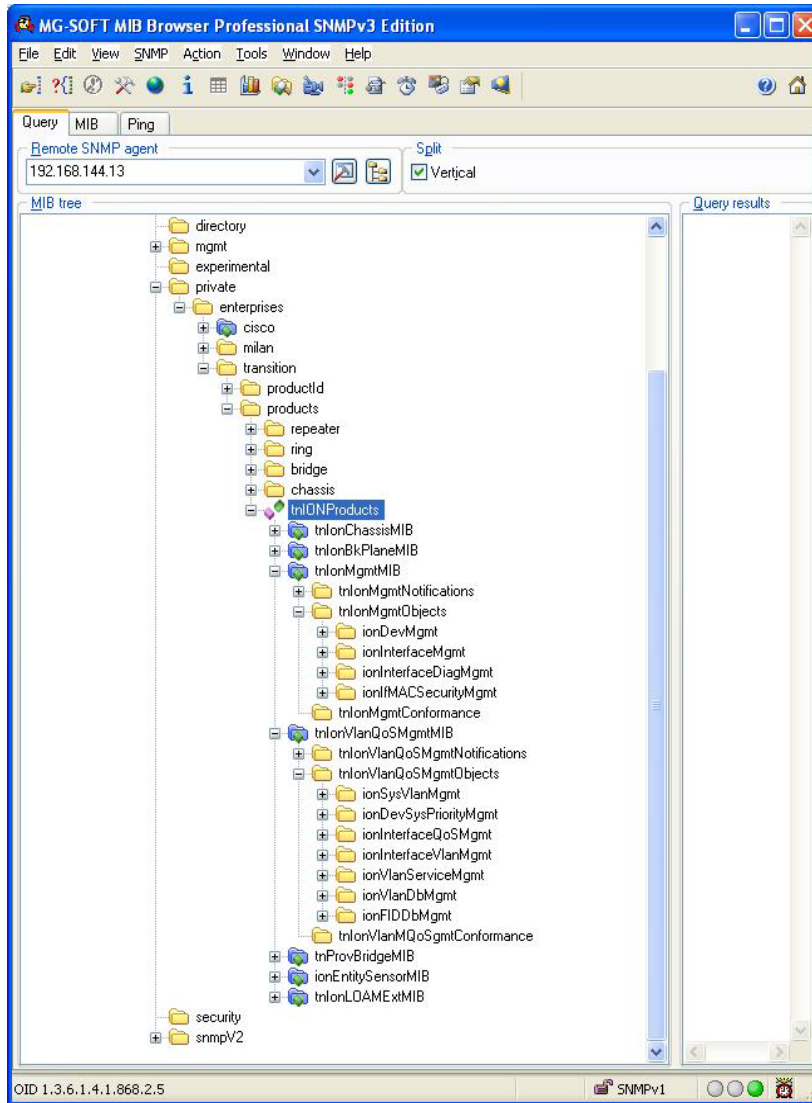 MG-SOFT MIB Browser Professional SNMPv3 Edition
File Edit View SNMP Action Tools Window Help
Query MIB Ping
Remote SNMP agent
Split
192.168.144.13
Vertical
MIB tree
Query results
directory
mgmt
experimental
private
enterprises
cisco
milan
transition
productId
products
repeater
ring
bridge
chassis
tnIONProducts
tnIonChassisMIB
tnIonBkPlaneMIB
tnIonMgmtMIB
tnIonMgmtNotifications
tnIonMgmtObjects
ionDevMgmt
ionInterfaceMgmt
ionInterfaceDiagMgmt
ionIfMACSecurityMgmt
tnIonMgmtConformance
tnIonVlanQoSMgmtMIB
tnIonVlanQoSMgmtNotifications
tnIonVlanQoSMgmtObjects
ionSysVlanMgmt
ionDevSysPriorityMgmt
ionInterfaceQoSMgmt
ionInterfaceVlanMgmt
ionVlanServiceMgmt
ionVlanDbMgmt
ionFIDDbMgmt
tnIonVlanMQoSgmtConformance
tnProvBridgeMIB
ionEntitySensorMIB
tnIonLOAMExtMIB
security
snmpV2
OID 1.3.6.1.4.1.868.2.5
SNMPv1